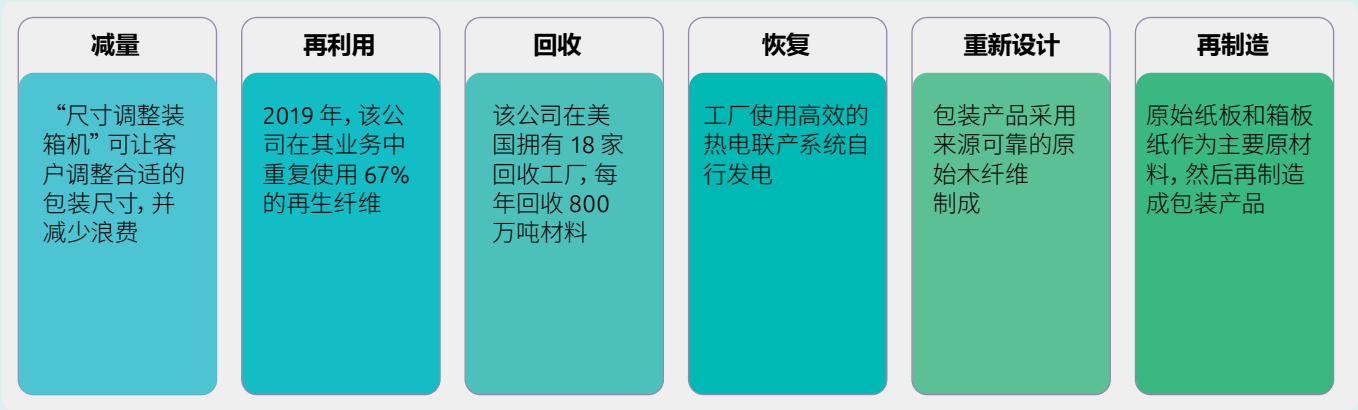 减量
“尺寸调整装
箱机”可让客
户调整合适的
包装尺寸，并
减少浪费
再利用
2019 年，该公
司在其业务中
重复使用 67%
的再生纤维
回收
该公司在美
国拥有 18 家
回收工厂，每
年回收 800
万吨材料
恢复
工厂使用高效的
热电联产系统自
行发电
重新设计
包装产品采用
来源可靠的原
始木纤维
制成
再制造
原始纸板和箱板
纸作为主要原材
料，然后再制造
成包装产品